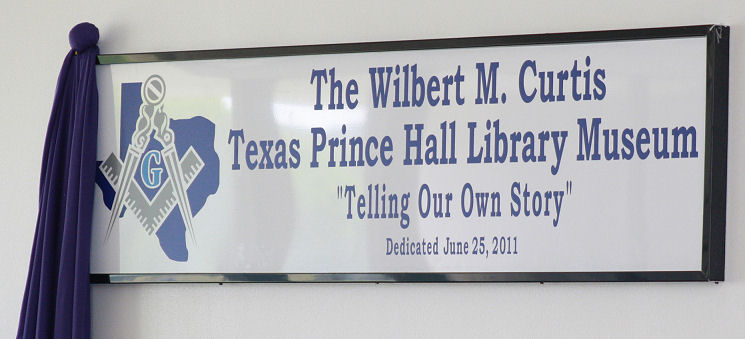 The Wilbert M. Curtis
Texas Prince Hall Library Museum
"Telling Our Own Story"
Dedicated June 25, 2011
G